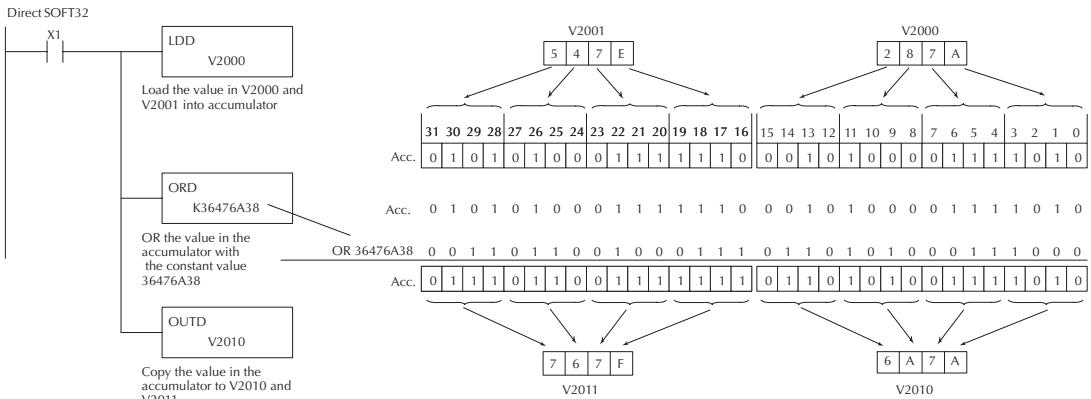 Direct SOFT32
X1
LDD
V2000
Load the value in V2000 and
V2001 into accumulator
ORD
K36476A38
OR the value in the
accumulator with
the constant value
36476A38
OUTD
V2010
Copy the value in the
accumulator to V2010 and
V2001 V2000
5 4 7 E 2 8 7 A
31 30 29 28 27 26 25 24 23 22 21 20 19 18 17 16 15 14 13 12 11 10 9 8 7 6 5 4 3 2 1 0
Acc. 0 1 0 1 0 1 0 0 0 1 1 1 1 1 1 0 0 0 1 0 1 0 0 0 0 1 1 1 1 0 1 0
Acc. 0 1 0 1 0 1 0 0 0 1 1 1 1 1 1 0 0 0 1 0 1 0 0 0 0 1 1 1 1 0 1 0
OR 36476A38 0 0 1 1 0 1 1 0 0 1 0 0 0 1 1 1 0 1 1 0 1 0 1 0 0 0 1 1 1 0 0 0
Acc. 0 1 1 1 0 1 1 0 0 1 1 1 1 1 1 1 0 1 1 0 1 0 1 0 0 1 1 1 1 0 1 0
7 6 7 F 6 A 7 A
V2011 V2010